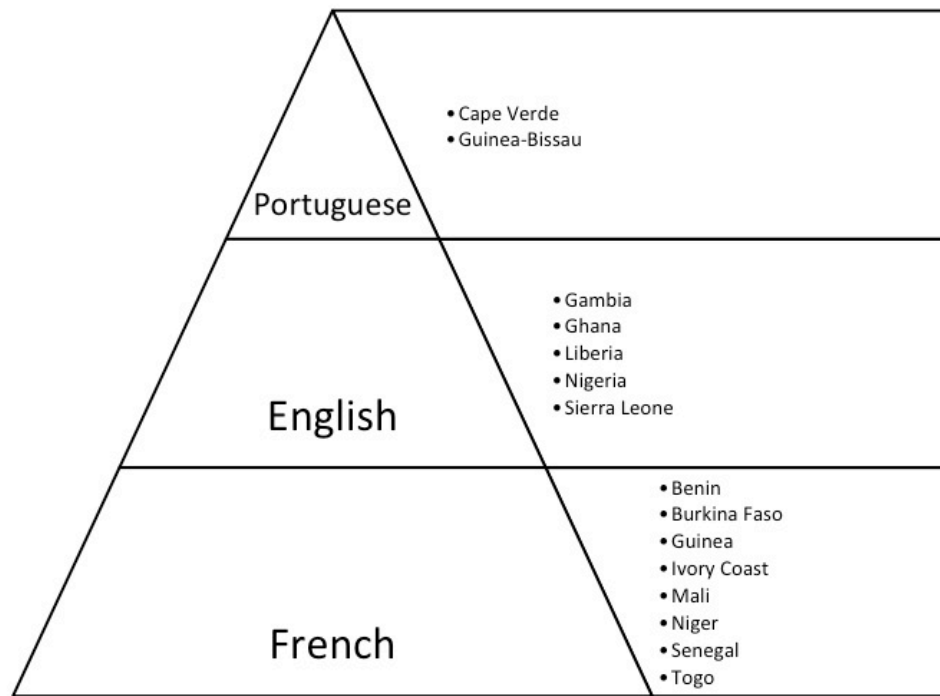 • Cape Verde
• Guinea-Bissau
Portuguese
• Gambia
• Ghana
• Liberia
• Nigeria
• Sierra Leone
English
• Benin
• Burkina Faso
• Guinea
• Ivory Coast
• Mali
• Niger
• Senegal
• Togo
French